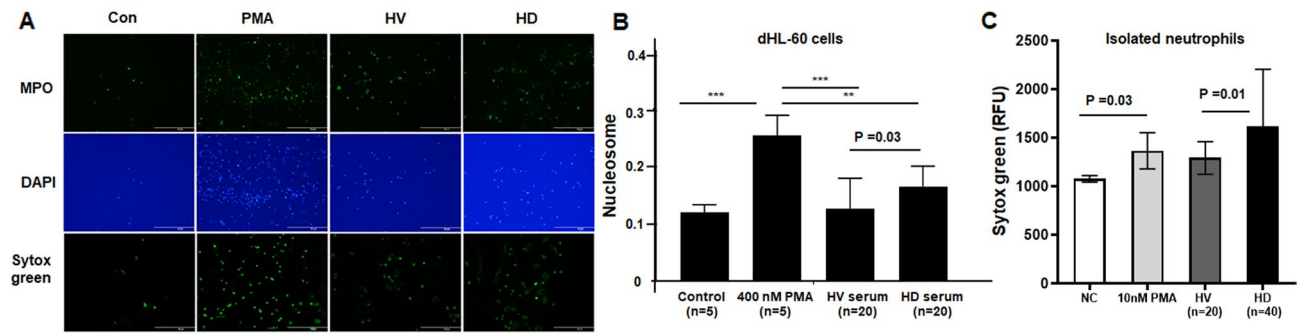 A
Con
PMA
HV
HD
MPO
DAPI
Sytox
green
B
dHL-60 cells
Nucleosome
0.4
0.3
0.2
0.1
0
***
***
**
P =0.03
Control
(n=5)
400 nM PMA
(n=5)
HV serum
(n=20)
HD serum
(n=20)
C
Isolated neutrophils
Sytox green (RFU)
2500
2000
1500
1000
500
0
P =0.03
P =0.01
NC
10nM PMA
HV
(n=20)
HD
(n=40)